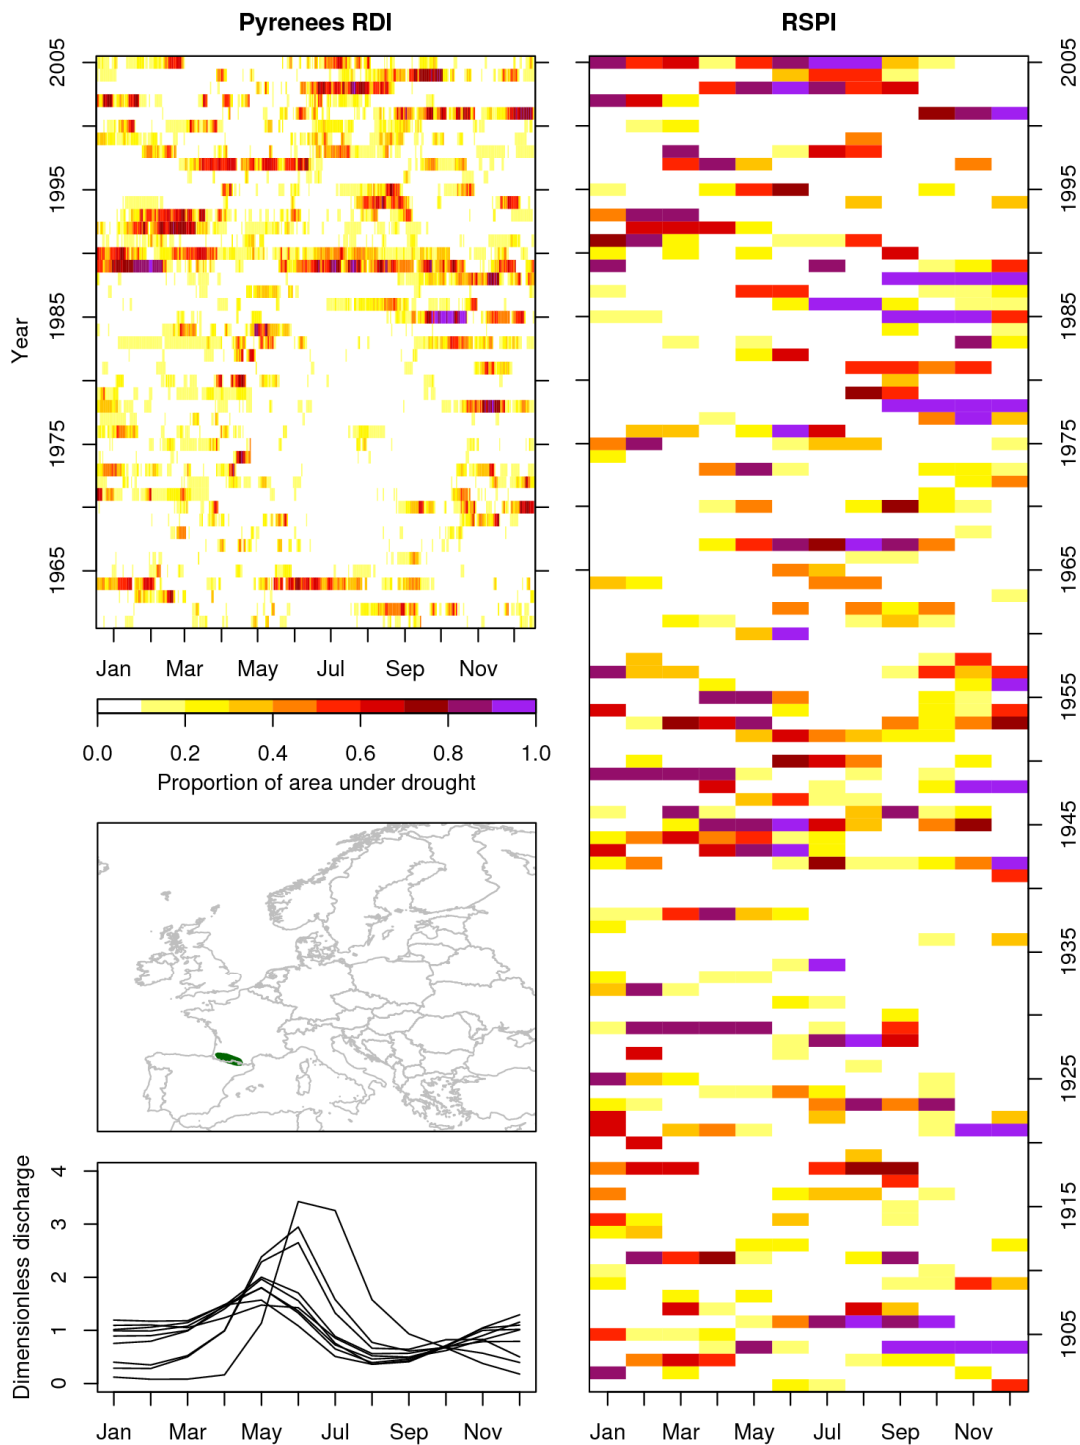 Pyrenees RDI
Year
2005
1995
1985
1975
1965
Jan Mar May Jul Sep Nov
0.0 0.2 0.4 0.6 0.8 1.0
Proportion of area under drought
Dimensionless discharge
4
3
2
1
0
Jan Mar May Jul Sep Nov
RSPI
2005
1995
1985
1975
1965
1955
1945
1935
1925
1915
1905
Jan Mar May Jul Sep Nov